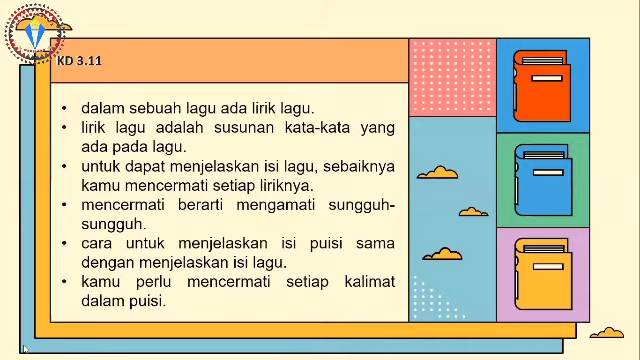 KD 3.11
• dalam sebuah lagu ada lirik lagu.
• lirik lagu adalah susunan kata-kata yang
ada pada lagu.
• untuk dapat menjelaskan isi lagu, sebaiknya
kamu mencermati setiap liriknya.
• mencermati berarti mengamati sungguh-
sungguh.
• cara untuk menjelaskan isi puisi sama
dengan menjelaskan isi lagu.
• kamu perlu mencermati setiap kalimat
dalam puisi.